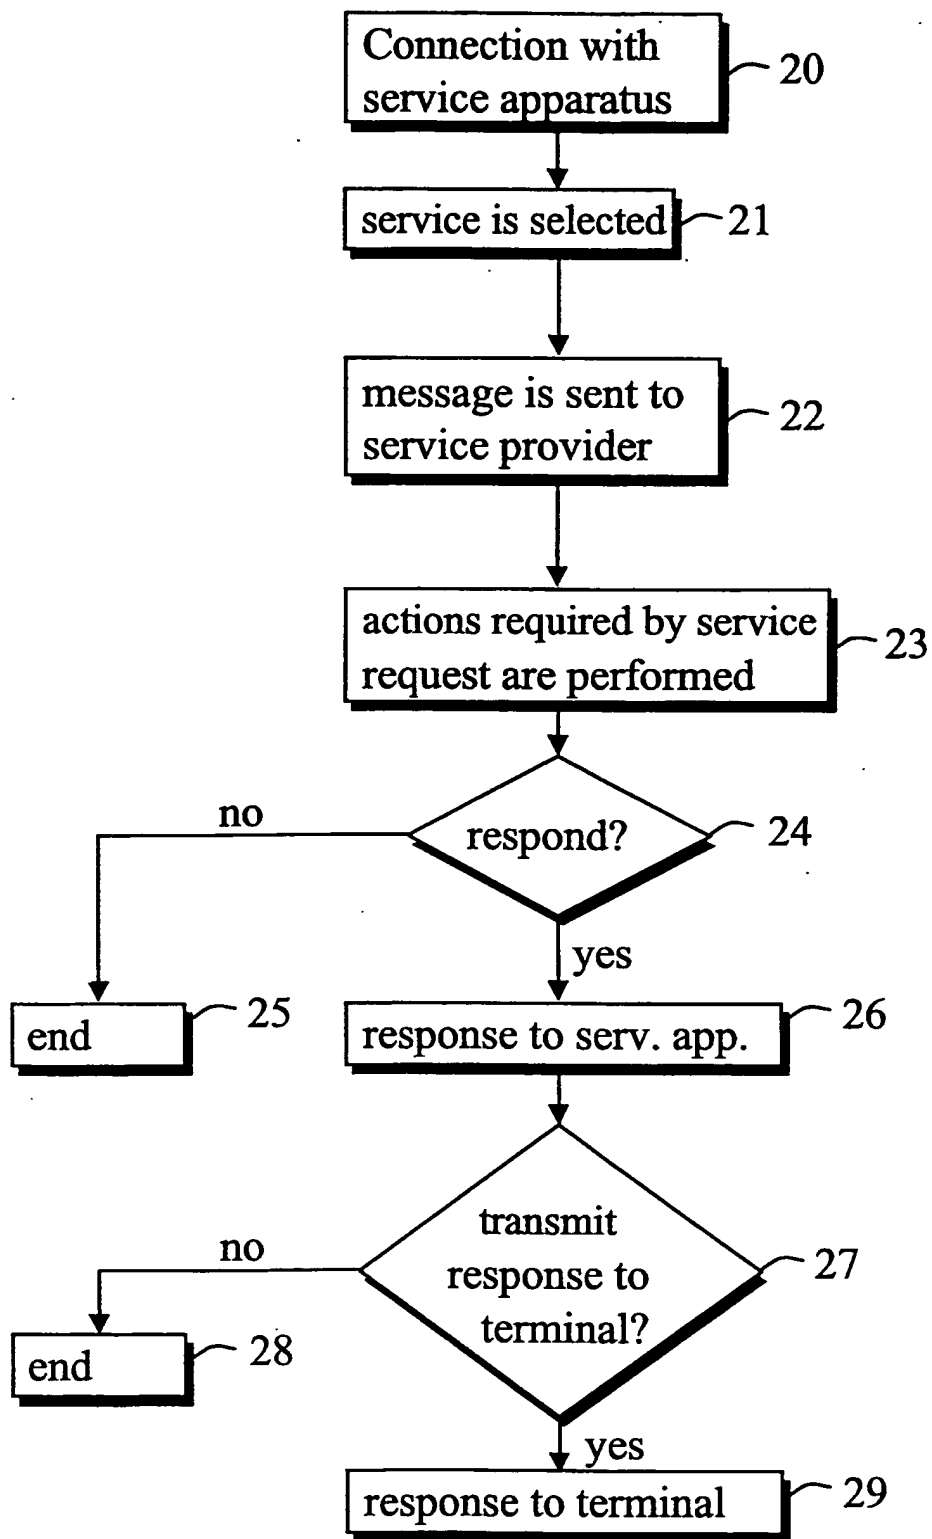 Connection with
service apparatus
20
service is selected
21
message is sent to
service provider
22
actions required by service
request are performed
23
respond?
24
no
yes
end
25
response to serv. app.
26
transmit
response to
terminal?
27
no
end
28
yes
response to terminal
29